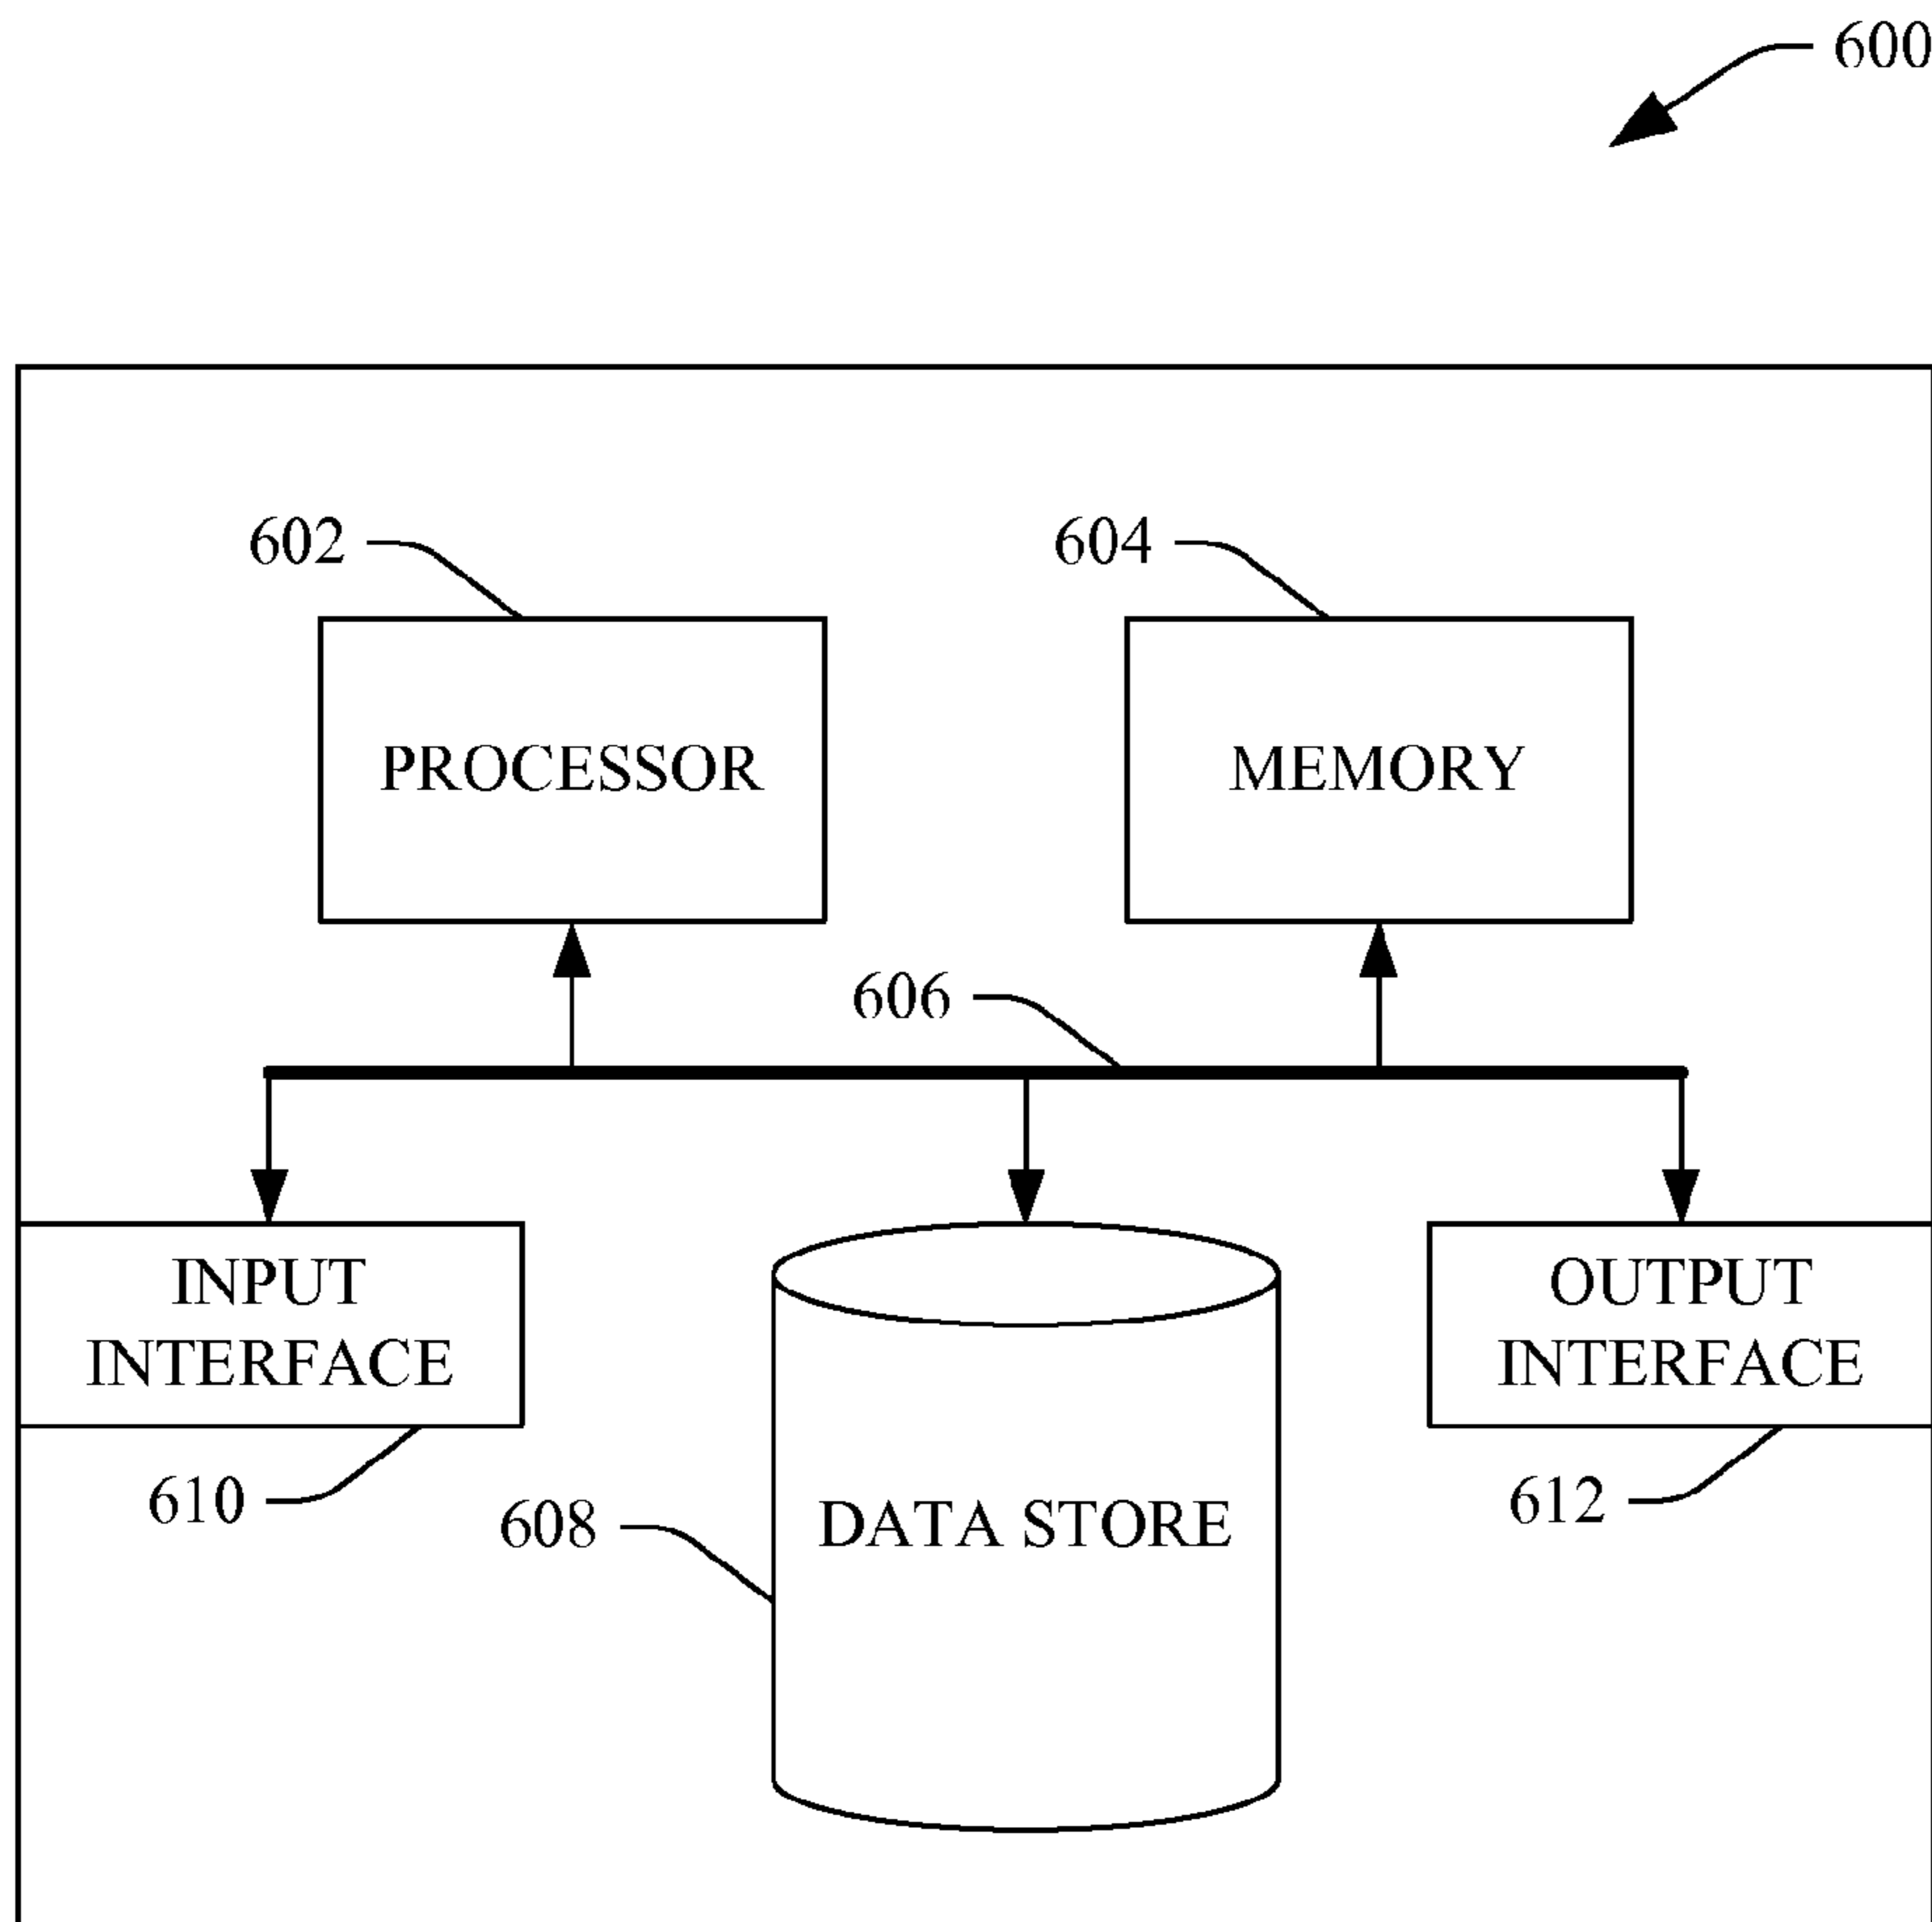 600
602
604
PROCESSOR
MEMORY
606
INPUT
INTERFACE
OUTPUT
INTERFACE
610
608
DATA STORE
612